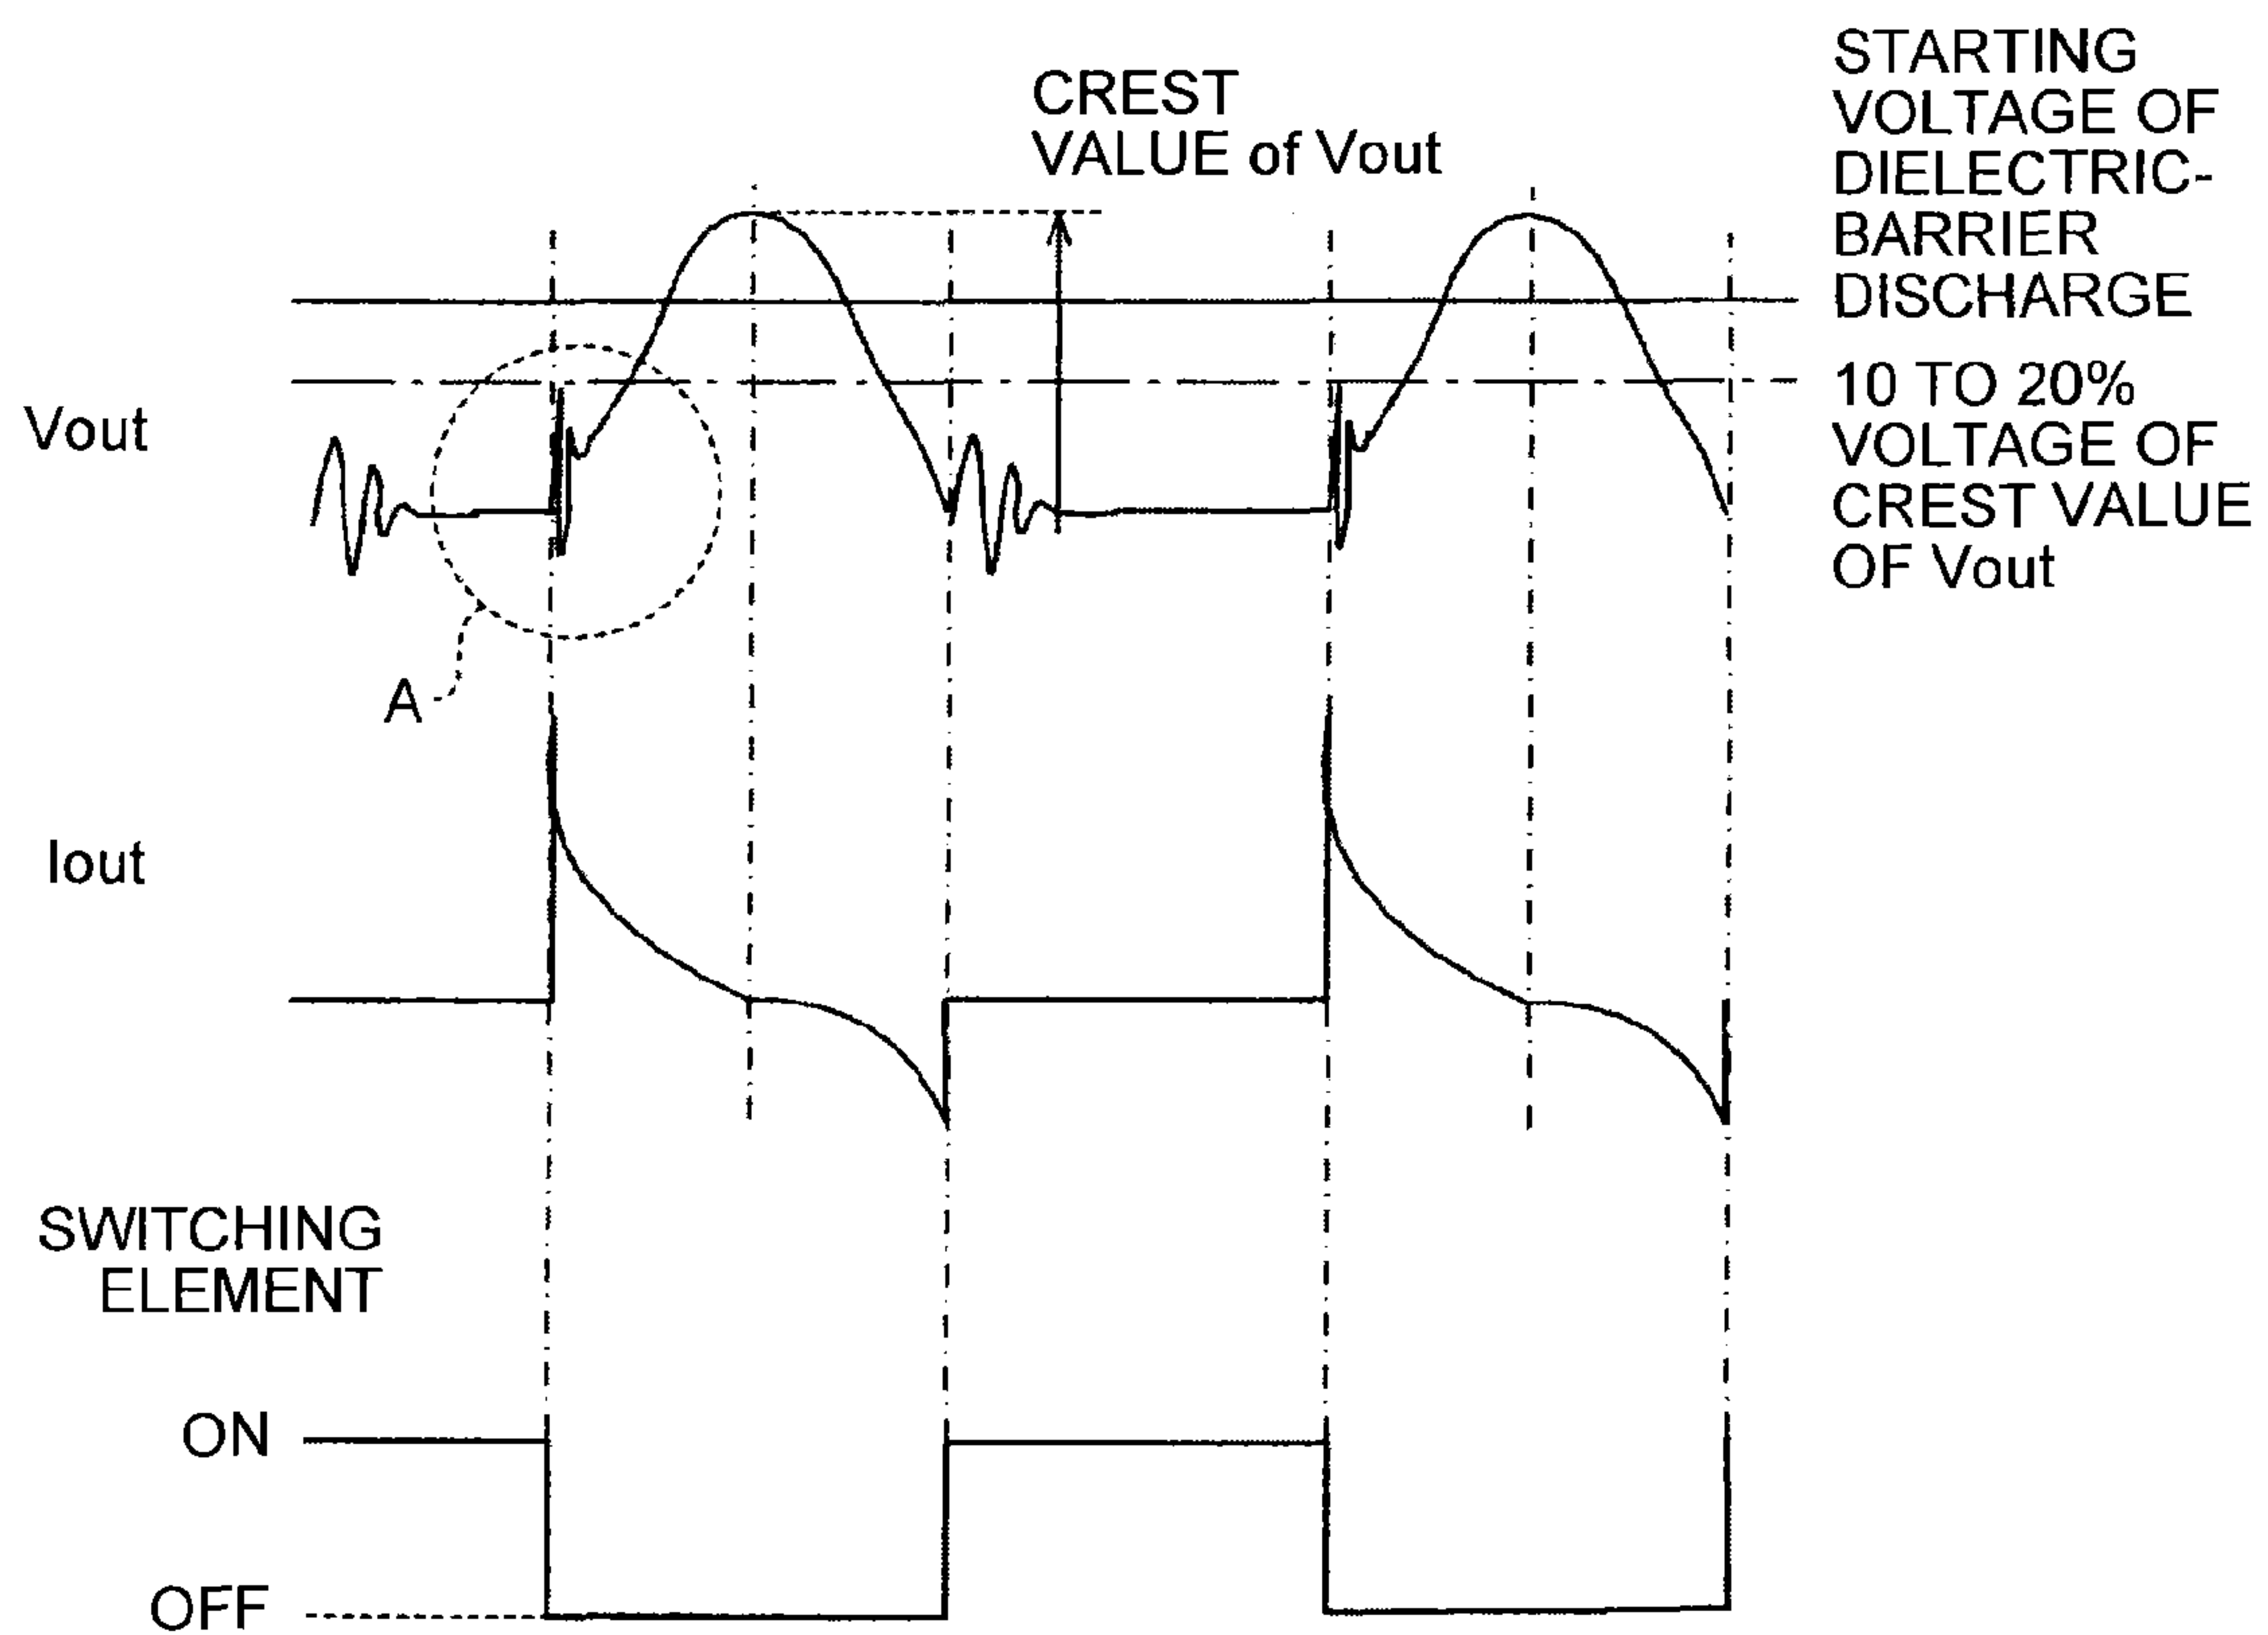 STARTING
VOLTAGE OF
DIELECTRIC-
BARRIER
DISCHARGE
CREST
VALUE of Vout
10 TO 20%
VOLTAGE OF
CREST VALUE
OF Vout
Vout
A
Iout
SWITCHING
ELEMENT
ON
OFF